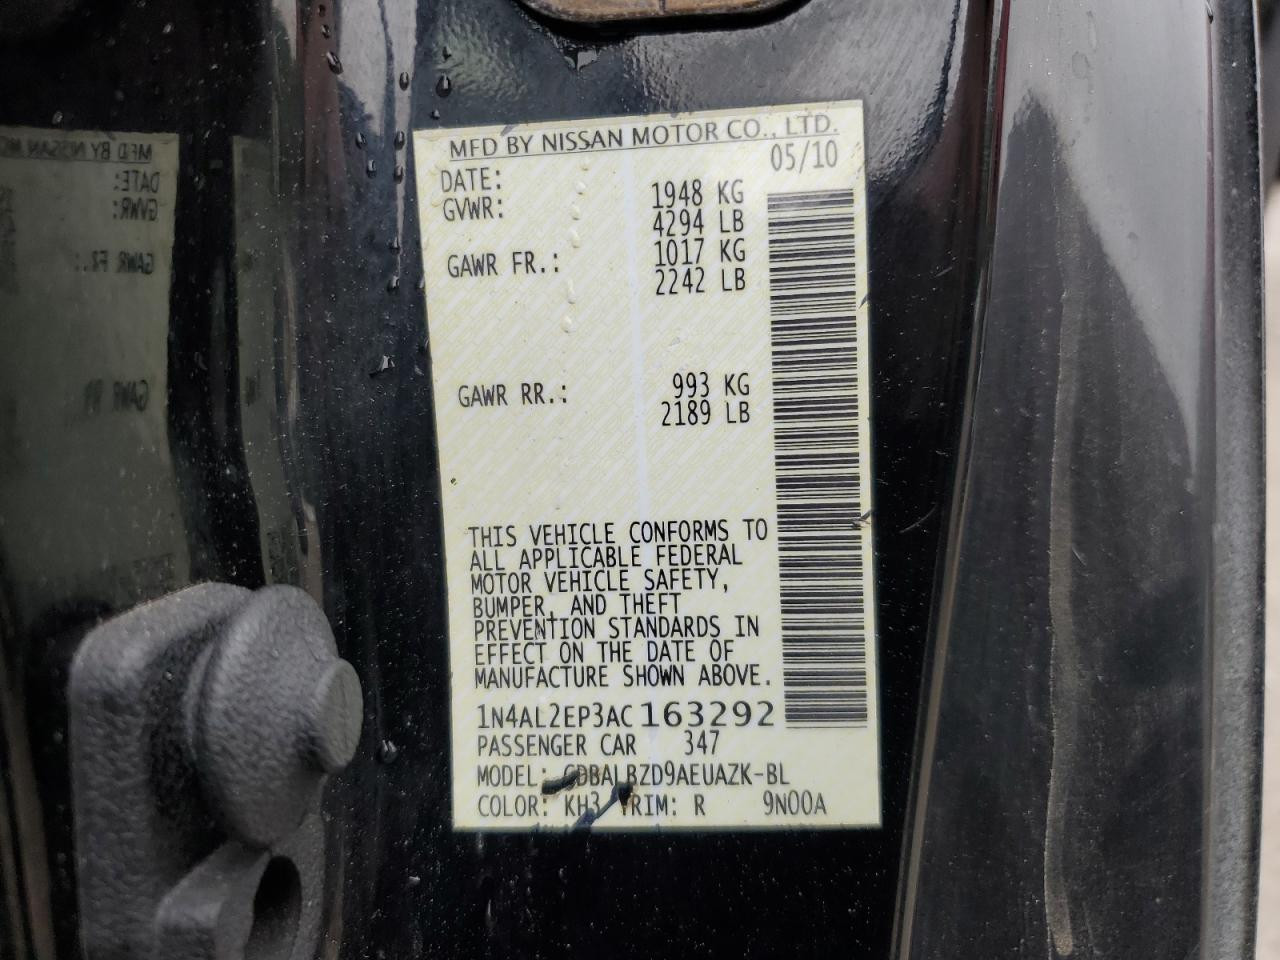 MFD BY NISSAN MOTOR CO., LTD.
DATE: 05/10
GVWR: 1948 KG
4294 LB
GAWR FR.: 1017 KG
2242 LB
GAWR RR.: 993 KG
2189 LB
THIS VEHICLE CONFORMS TO
ALL APPLICABLE FEDERAL
MOTOR VEHICLE SAFETY,
BUMPER, AND THEFT
PREVENTION STANDARDS IN
EFFECT ON THE DATE OF
MANUFACTURE SHOWN ABOVE.
1N4AL2EP3AC163292
PASSENGER CAR 347
MODEL:
COLOR: KH3 TRIM: R 9N00A